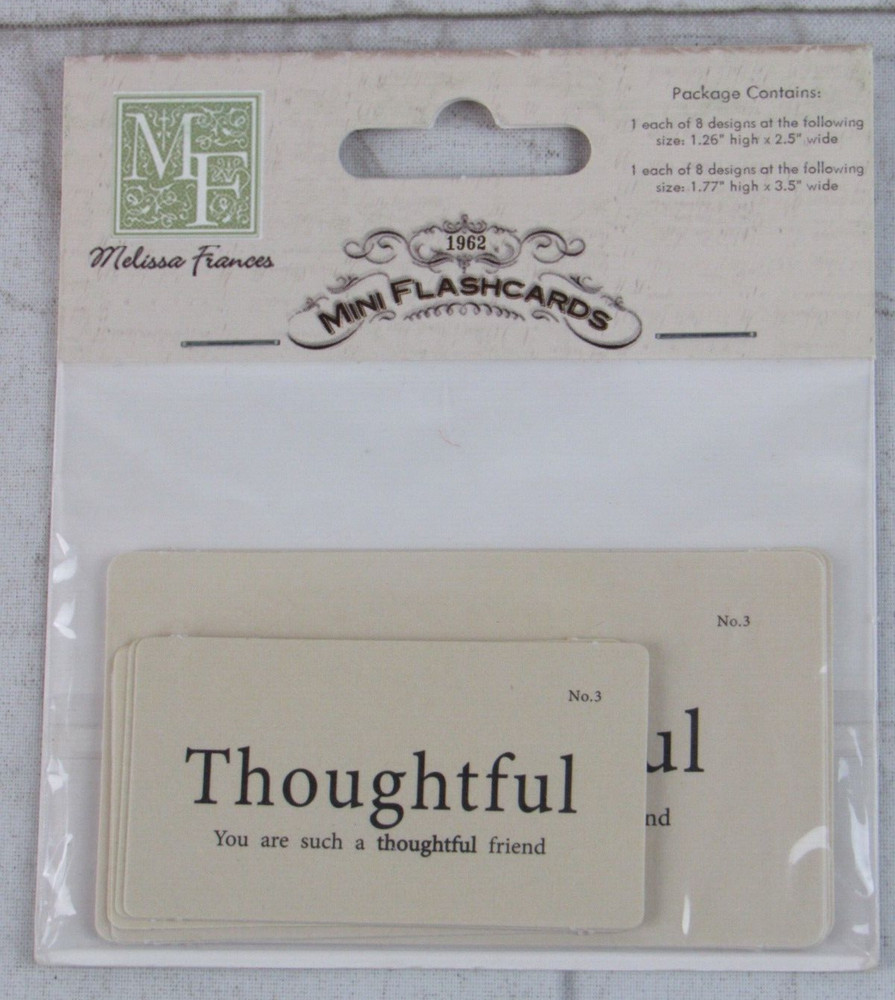 MF
Melissa Frances
Package Contains:
1 each of 8 designs at the following
size: 1.26" high x 2.5" wide
1 each of 8 designs at the following
size: 1.77" high x 3.5" wide
1962
MINI FLASHCARDS
No.3
ul
nd
No.3
Thoughtful
You are such a thoughtful friend